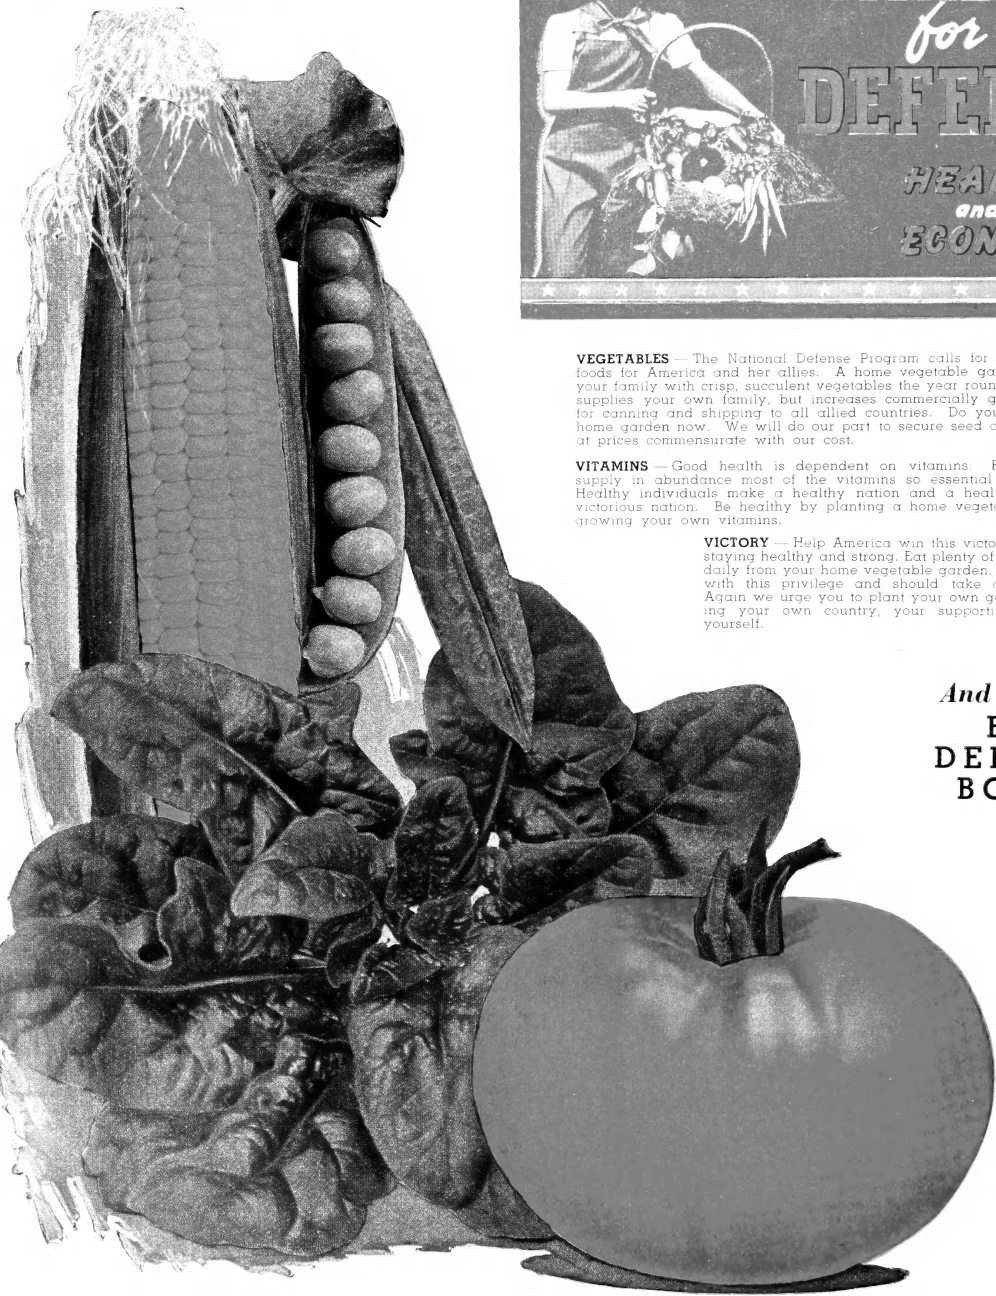 for
DEFE
HEA
and
ECON
VEGETABLES — The National Defense Program calls for
foods for America and her allies. A home vegetable ga
your family with crisp, succulent vegetables the year roun
supplies your own family, but increases commercially g
for canning and shipping to all allied countries. Do you
home garden now. We will do our part to secure seed o
at prices commensurate with our cost.
VITAMINS — Good health is dependent on vitamins. F
supply in abundance most of the vitamins so essential
Healthy individuals make a healthy nation and a heal
victorious nation. Be healthy by planting a home vegeta
growing your own vitamins.
VICTORY — Help America win this victo
staying healthy and strong. Eat plenty of
daily from your home vegetable garden.
with this privilege and should take a
Again we urge you to plant your own ga
ing your own country, your supporti
yourself.
And
B
DEF
BO